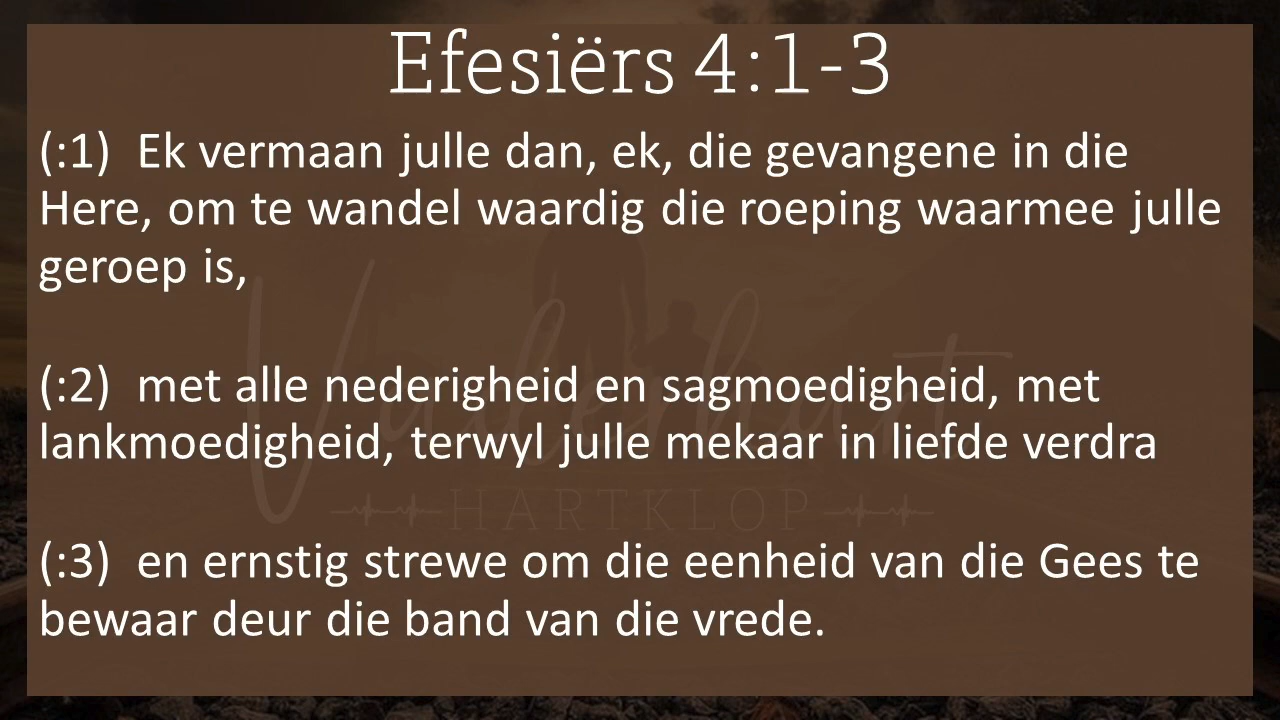 Efesiërs 4:1-3
(:1)  Ek vermaan julle dan, ek, die gevangene in die
Here, om te wandel waardig die roeping waarmee julle
geroep is,
(:2)  met alle nederigheid en sagmoedigheid, met
lankmoedigheid, terwyl julle mekaar in liefde verdra
(:3)  en ernstig strewe om die eenheid van die Gees te
bewaar deur die band van die vrede.
Vaderhart
HARTKLOP